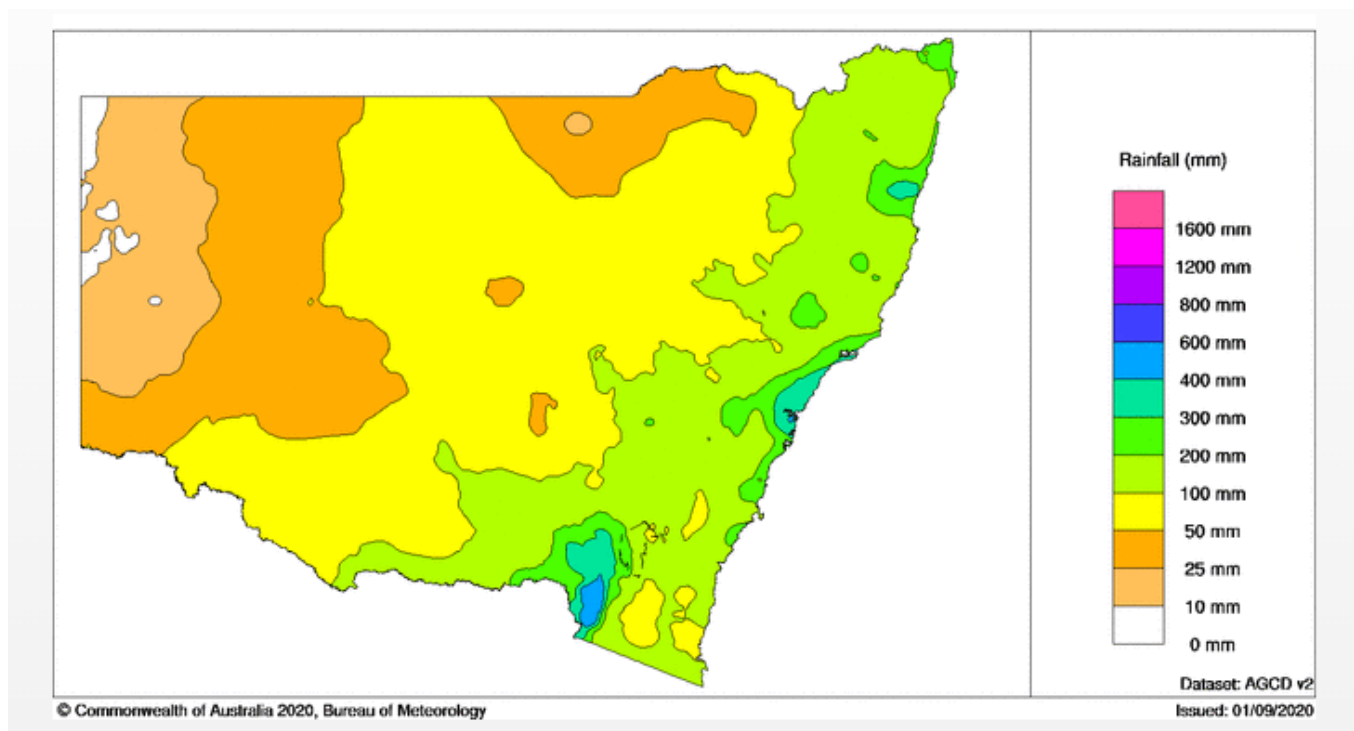 Rainfall (mm)
1600 mm
1200 mm
800 mm
600 mm
400 mm
300 mm
200 mm
100 mm
50 mm
25 mm
10 mm
0 mm
Dataset: AGCD v2
© Commonwealth of Australia 2020, Bureau of Meteorology
Issued: 01/09/2020